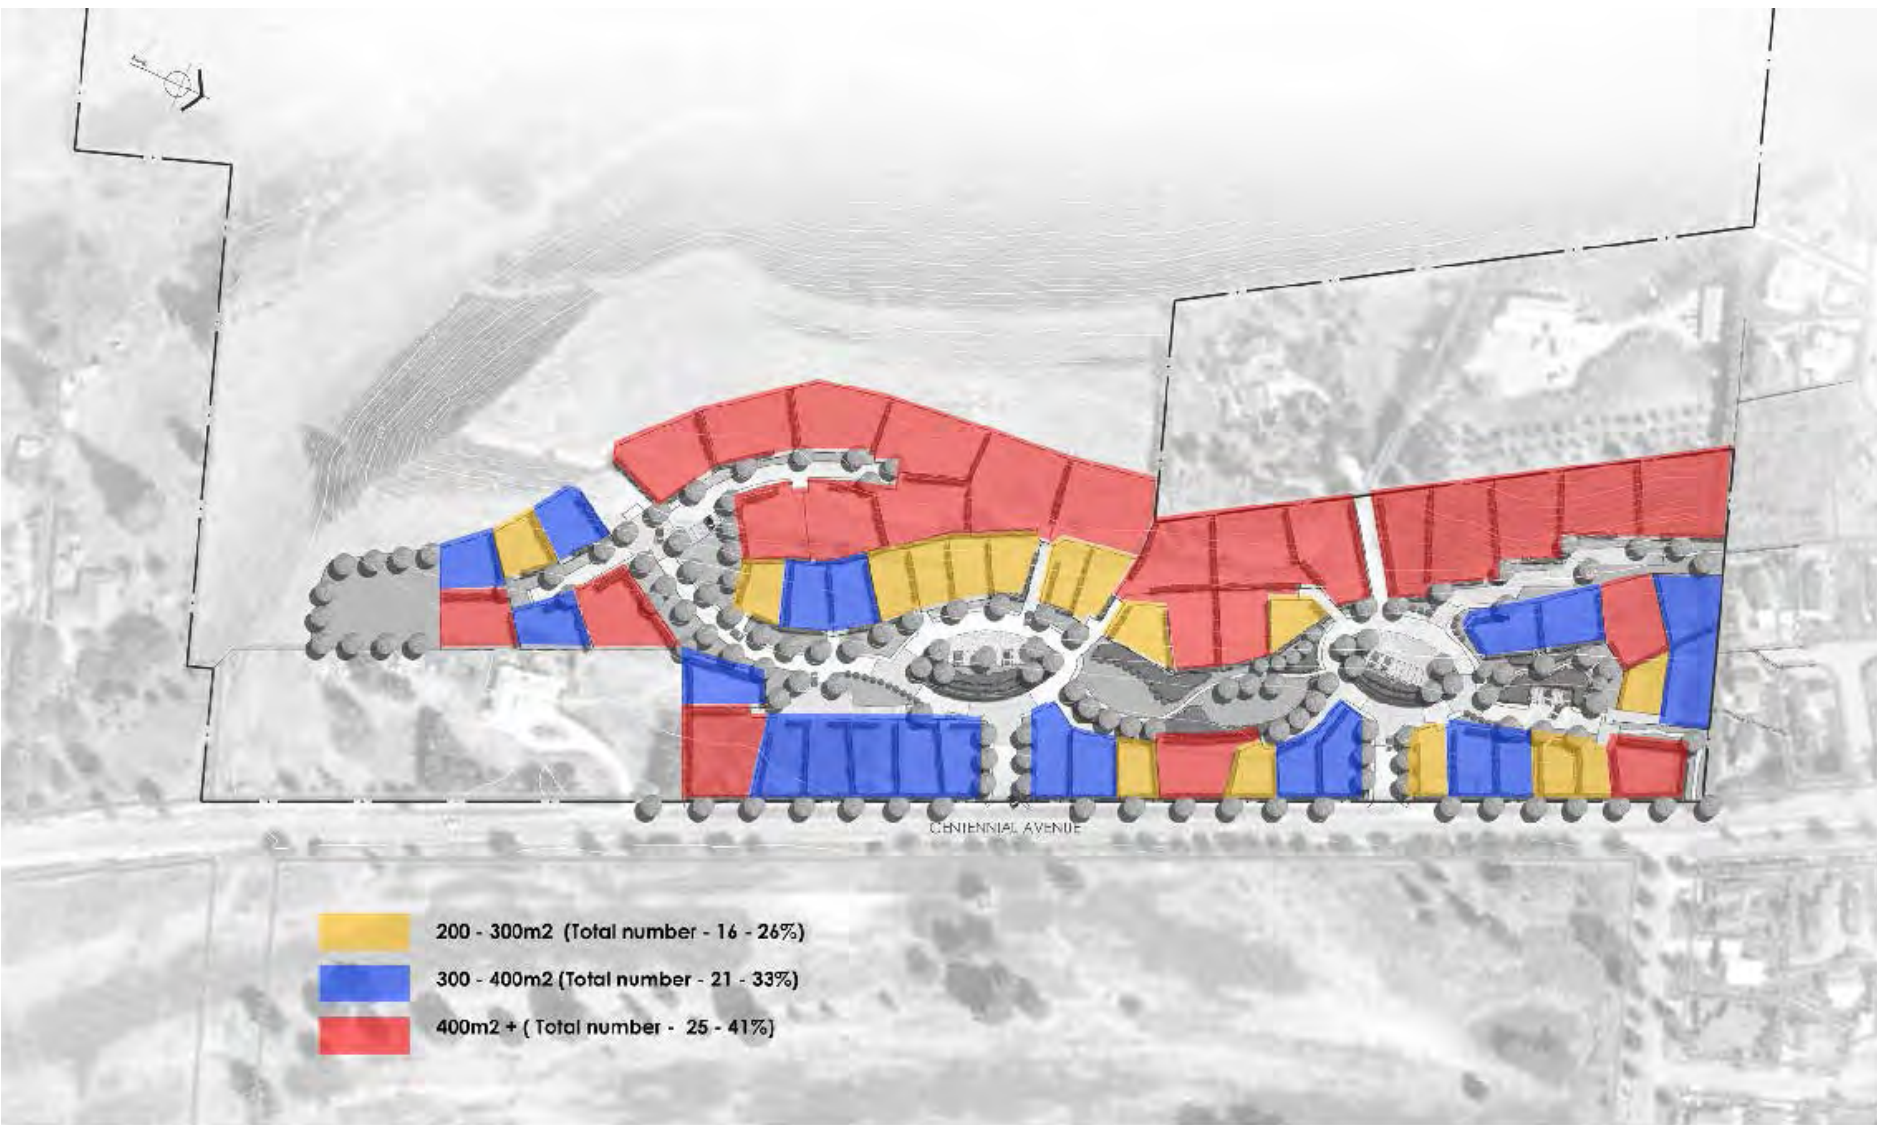 CENTENNIAL AVENUE
200 - 300m2 (Total number - 16 - 26%)
300 - 400m2 (Total number - 21 - 33%)
400m2 + ( Total number - 25 - 41%)